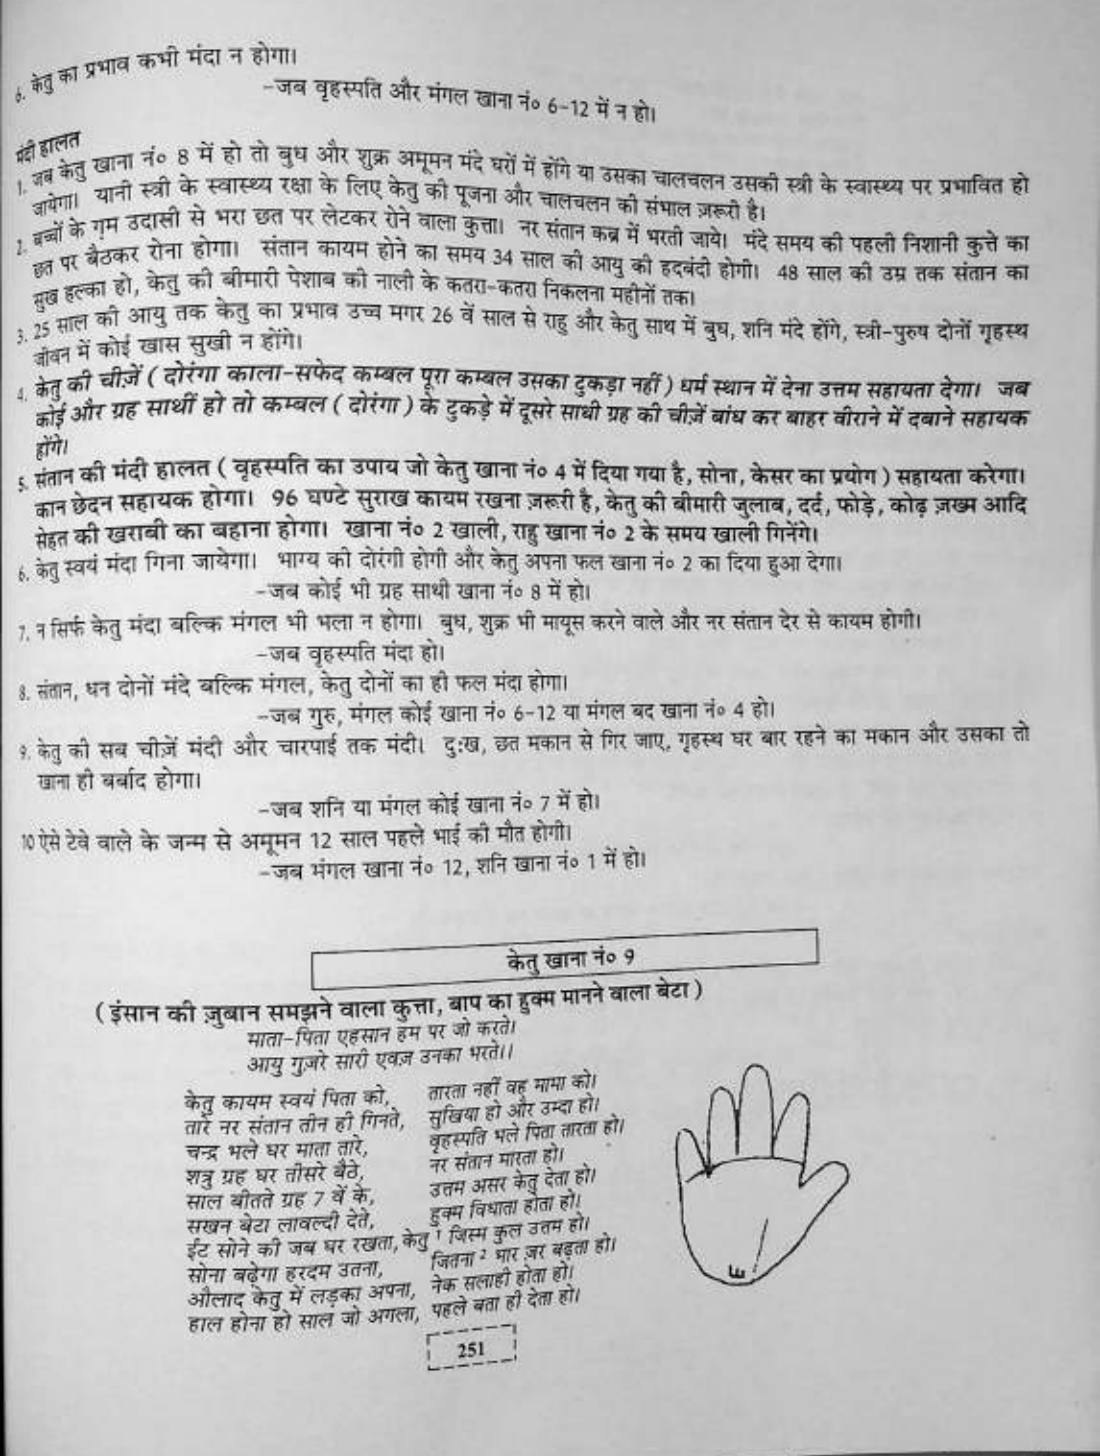 6. केतु का प्रभाव कभी मंदा न होगा।
-जब वृहस्पति और मंगल खाना नं० 6-12 में न हो।
मंदी हालत
1. जब केतु खाना नं० 8 में हो तो बुध और शुक्र अमूमन मंदे घरों में होंगे या उसका चालचलन उसकी स्त्री के स्वास्थ्य पर प्रभावित हो
जायेगा। यानी स्त्री के स्वास्थ्य रक्षा के लिए केतु की पूजना और चालचलन की संभाल ज़रूरी है।
2. बच्चों के ग़म उदासी से भरा छत पर लेटकर रोने वाला कुत्ता। नर संतान कब्र में भरती जाये। मंदे समय की पहली निशानी कुत्ते का
छत पर बैठकर रोना होगा। संतान कायम होने का समय 34 साल की आयु की हदबंदी होगी। 48 साल की उम्र तक संतान का
सुख हल्का हो, केतु की बीमारी पेशाब की नाली के कतरा-कतरा निकलना महीनों तक।
3. 25 साल की आयु तक केतु का प्रभाव उच्च मगर 26 वें साल से राहु और केतु साथ में बुध, शनि मंदे होंगे, स्त्री-पुरुष दोनों गृहस्थ
जीवन में कोई खास सुखी न होंगे।
4. केतु की चीज़ें ( दोरंगा काला-सफेद कम्बल पूरा कम्बल उसका टुकड़ा नहीं ) धर्म स्थान में देना उत्तम सहायता देगा। जब
कोई और ग्रह साथीं हो तो कम्बल ( दोरंगा ) के टुकड़े में दूसरे साथी ग्रह की चीज़ें बांध कर बाहर वीराने में दबाने सहायक
होंगे।
5. संतान की मंदी हालत ( वृहस्पति का उपाय जो केतु खाना नं० 4 में दिया गया है, सोना, केसर का प्रयोग ) सहायता करेगा।
कान छेदन सहायक होगा। 96 घण्टे सुराख कायम रखना ज़रूरी है, केतु की बीमारी जुलाब, दर्द, फोड़े, कोढ़ ज़ख्म आदि
सेहत की खराबी का बहाना होगा। खाना नं० 2 खाली, राहु खाना नं० 2 के समय खाली गिनेंगे।
6. केतु स्वयं मंदा गिना जायेगा। भाग्य की दोरंगी होगी और केतु अपना फल खाना नं० 2 का दिया हुआ देगा।
-जब कोई भी ग्रह साथी खाना नं० 8 में हो।
7. न सिर्फ केतु मंदा बल्कि मंगल भी भला न होगा। बुध, शुक्र भी मायूस करने वाले और नर संतान देर से कायम होगी।
-जब वृहस्पति मंदा हो।
8. संतान, धन दोनों मंदे बल्कि मंगल, केतु दोनों का ही फल मंदा होगा।
-जब गुरु, मंगल कोई खाना नं० 6-12 या मंगल बद खाना नं० 4 हो।
9. केतु की सब चीज़ें मंदी और चारपाई तक मंदी। दुःख, छत मकान से गिर जाए, गृहस्थ घर बार रहने का मकान और उसका तो
खाना ही बर्बाद होगा।
-जब शनि या मंगल कोई खाना नं० 7 में हो।
10 ऐसे टेवे वाले के जन्म से अमूमन 12 साल पहले भाई की मौत होगी।
-जब मंगल खाना नं० 12, शनि खाना नं० 1 में हो।
केतु खाना नं० 9
( इंसान की ज़ुबान समझने वाला कुत्ता, बाप का हुक्म मानने वाला बेटा )
माता-पिता एहसान हम पर जो करते।
आयु गुज़रे सारी एवज़ उनका भरते।।
केतु कायम स्वयं पिता को, तारता नहीं वह मामा को।
तारे नर संतान तीन ही गिनते, सुखिया हो और उम्दा हो।
चन्द्र भले घर माता तारे, वृहस्पति भले पिता तारता हो।
शत्रु ग्रह घर तीसरे बैठे, नर संतान मारता हो।
साल बीतते ग्रह 7 वें के, उत्तम असर केतु देता हो।
सखन बेटा लावल्दी देते, हुक्म विधाता होता हो।
ईंट सोने की जब घर रखता, केतु 1 जिस्म कुल उत्तम हो।
सोना बढ़ेगा हरदम उतना, जितना 2 भार ज़र बढ़ता हो।
औलाद केतु में लड़का अपना, नेक सलाही होता हो।
हाल होना हो साल जो अगला, पहले बता ही देता हो।
251